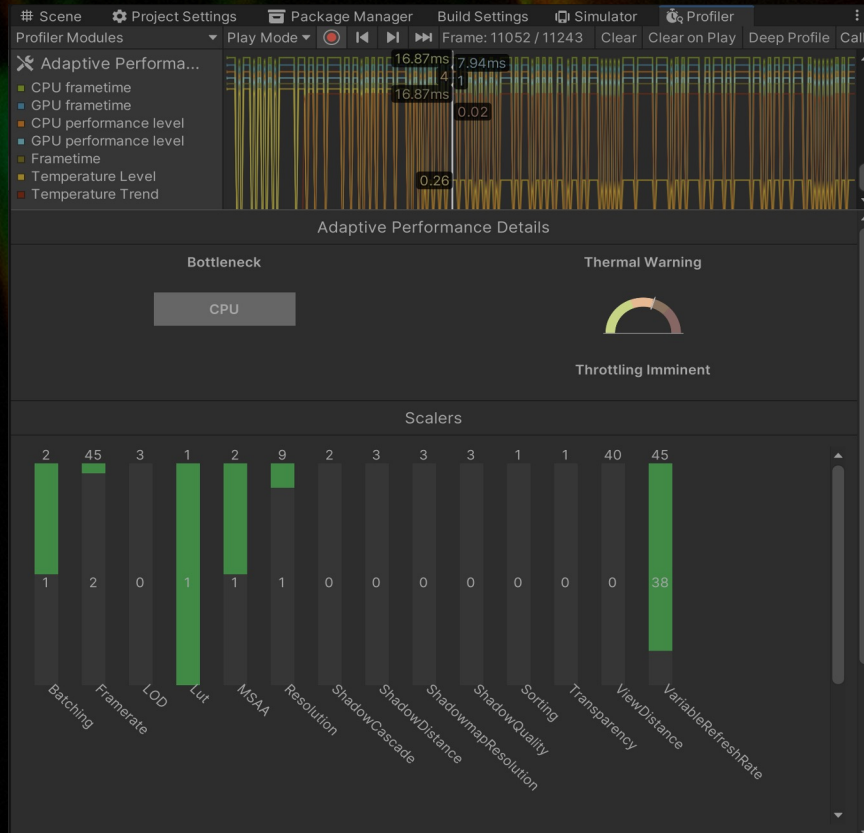 Scene Project Settings Package Manager Build Settings Simulator Profiler
Profiler Modules Play Mode Frame: 11052 / 11243 Clear Clear on Play Deep Profile Cal
Adaptive Performa...
CPU frametime
GPU frametime
CPU performance level
GPU performance level
Frametime
Temperature Level
Temperature Trend
16.87ms 7.94ms
4 1
16.87ms
0.02
0.26
Adaptive Performance Details
Bottleneck Thermal Warning
CPU
Throttling Imminent
Scalers
2 45 3 1 2 9 2 3 3 3 1 1 40 45
1 2 0 1 1 1 0 0 0 0 0 0 0 38
Batching
Framerate
LOD
Lut
MSAA
Resolution
ShadowCascade
ShadowDistance
ShadowmapResolution
ShadowQuality
Sorting
Transparency
ViewDistance
VariableRefreshRate